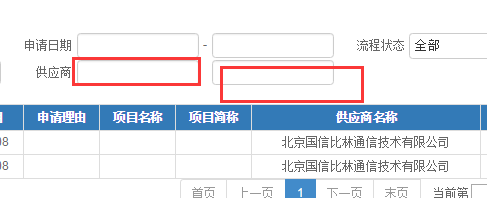 申请日期 - 流程状态 全部
供应商
申请理由 项目名称 项目简称 供应商名称
08 北京国信比林通信技术有限公司
08 北京国信比林通信技术有限公司
首页 上一页 1 下一页 末页 当前第